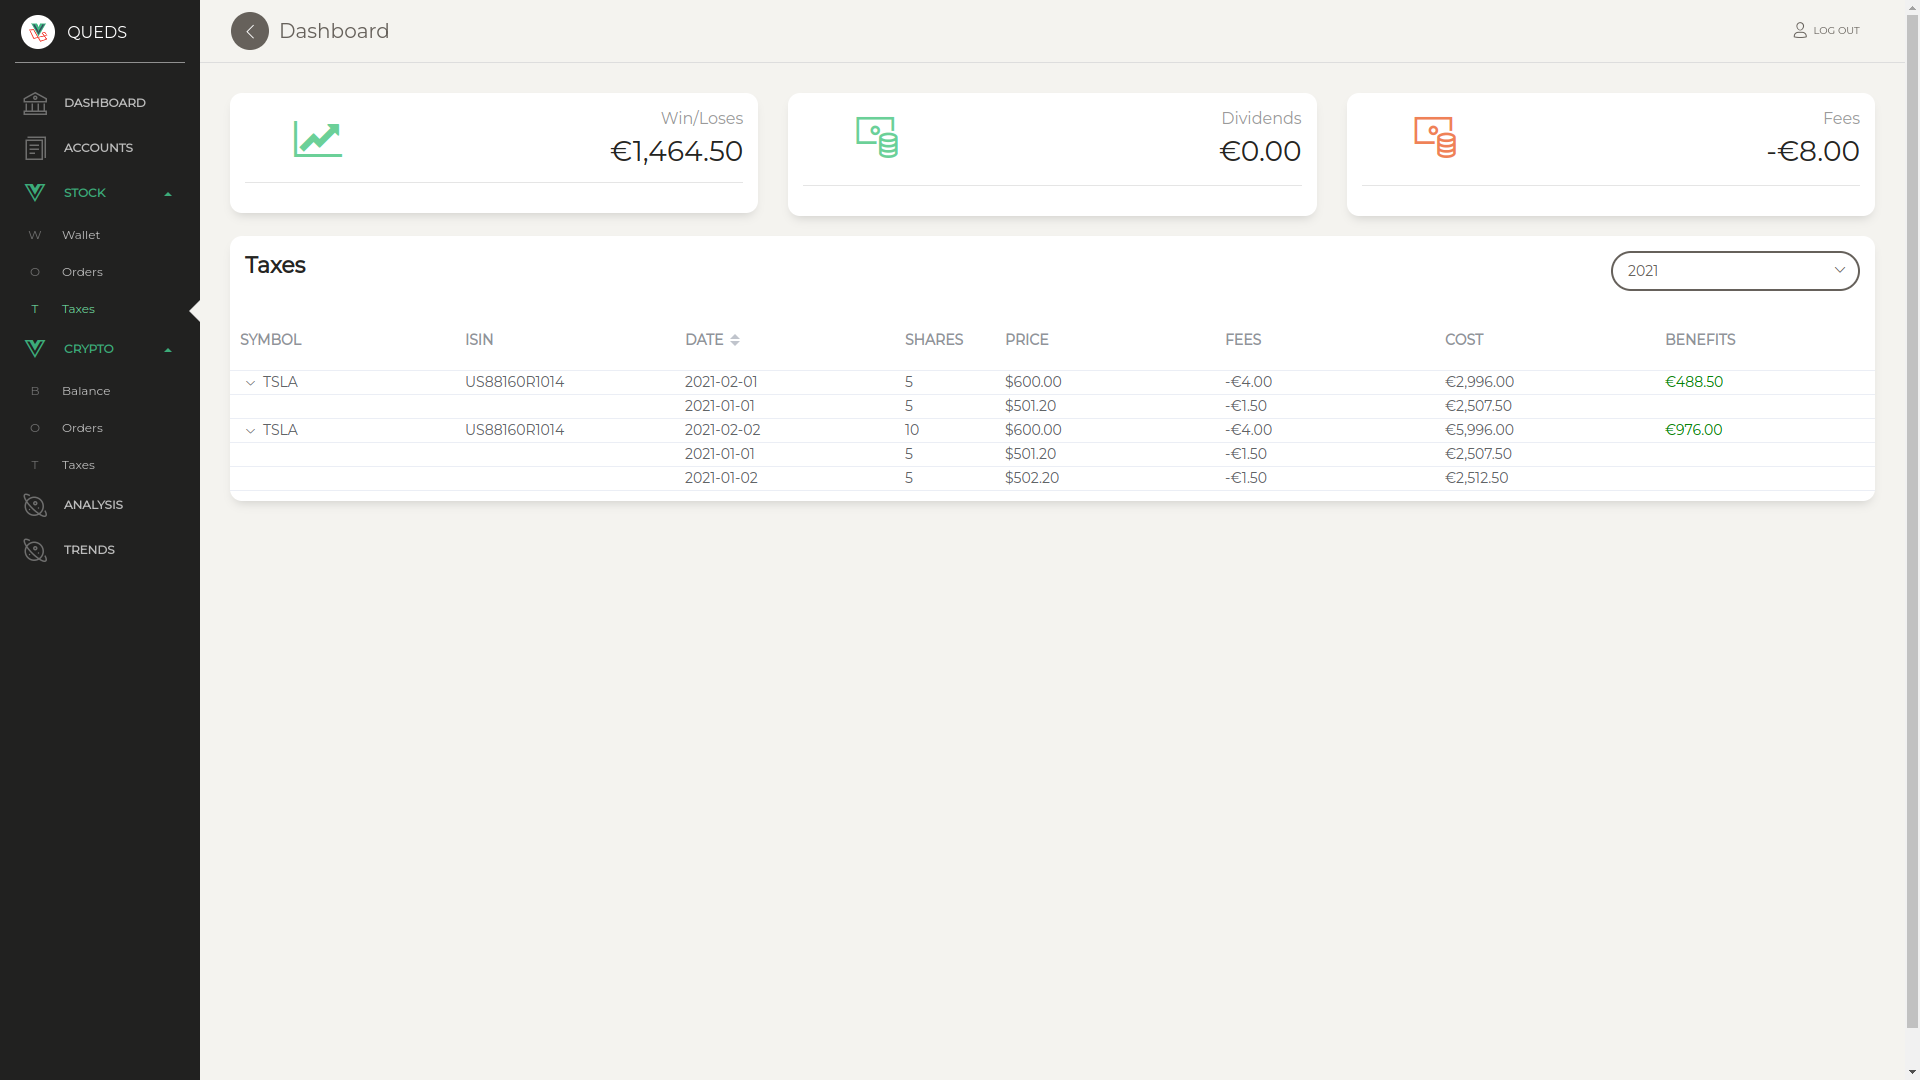 QUEDS
DASHBOARD
ACCOUNTS
STOCK
W Wallet
O Orders
T Taxes
CRYPTO
B Balance
O Orders
T Taxes
ANALYSIS
TRENDS
Dashboard
LOG OUT
Win/Loses
€1,464.50
Dividends
€0.00
Fees
-€8.00
Taxes
2021
SYMBOL ISIN DATE SHARES PRICE FEES COST BENEFITS
TSLA US88160R1014 2021-02-01 5 $600.00 -€4.00 €2,996.00 €488.50
2021-01-01 5 $501.20 -€1.50 €2,507.50
TSLA US88160R1014 2021-02-02 10 $600.00 -€4.00 €5,996.00 €976.00
2021-01-01 5 $501.20 -€1.50 €2,507.50
2021-01-02 5 $502.20 -€1.50 €2,512.50